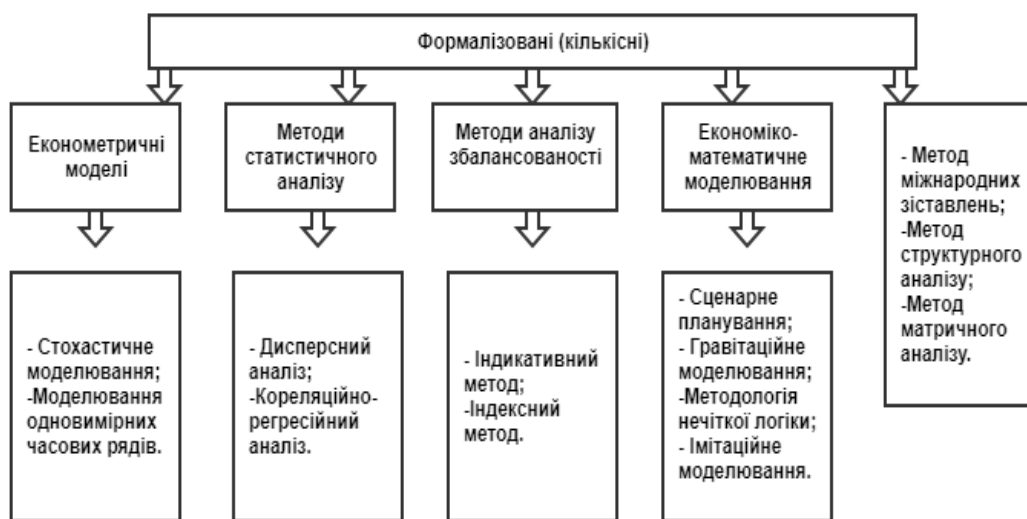 Формалізовані (кількісні)
Економетричні
моделі
Методи
статистичного
аналізу
Методи аналізу
збалансованості
Економіко-
математичне
моделювання
- Метод
міжнародних
зіставлень;
-Метод
структурного
аналізу;
-Метод
матричного
аналізу.
- Стохастичне
моделювання;
-Моделювання
одновимірних
часових рядів.
- Дисперсний
аналіз;
-Кореляційно-
регресійний
аналіз.
- Індикативний
метод;
-Індексний
метод.
- Сценарне
планування;
- Гравітаційне
моделювання;
-Методологія
нечіткої логіки;
- Імітаційне
моделювання.